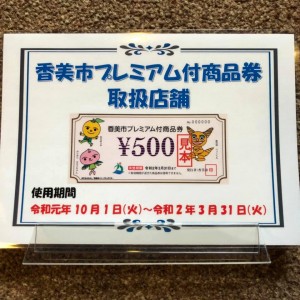 香美市プレミアム付商品券
取扱店舗
No.000000
香美市プレミアム付商品券
¥500
見本
使用期間
令和元年10月1日(火)~令和2年3月31日(火)